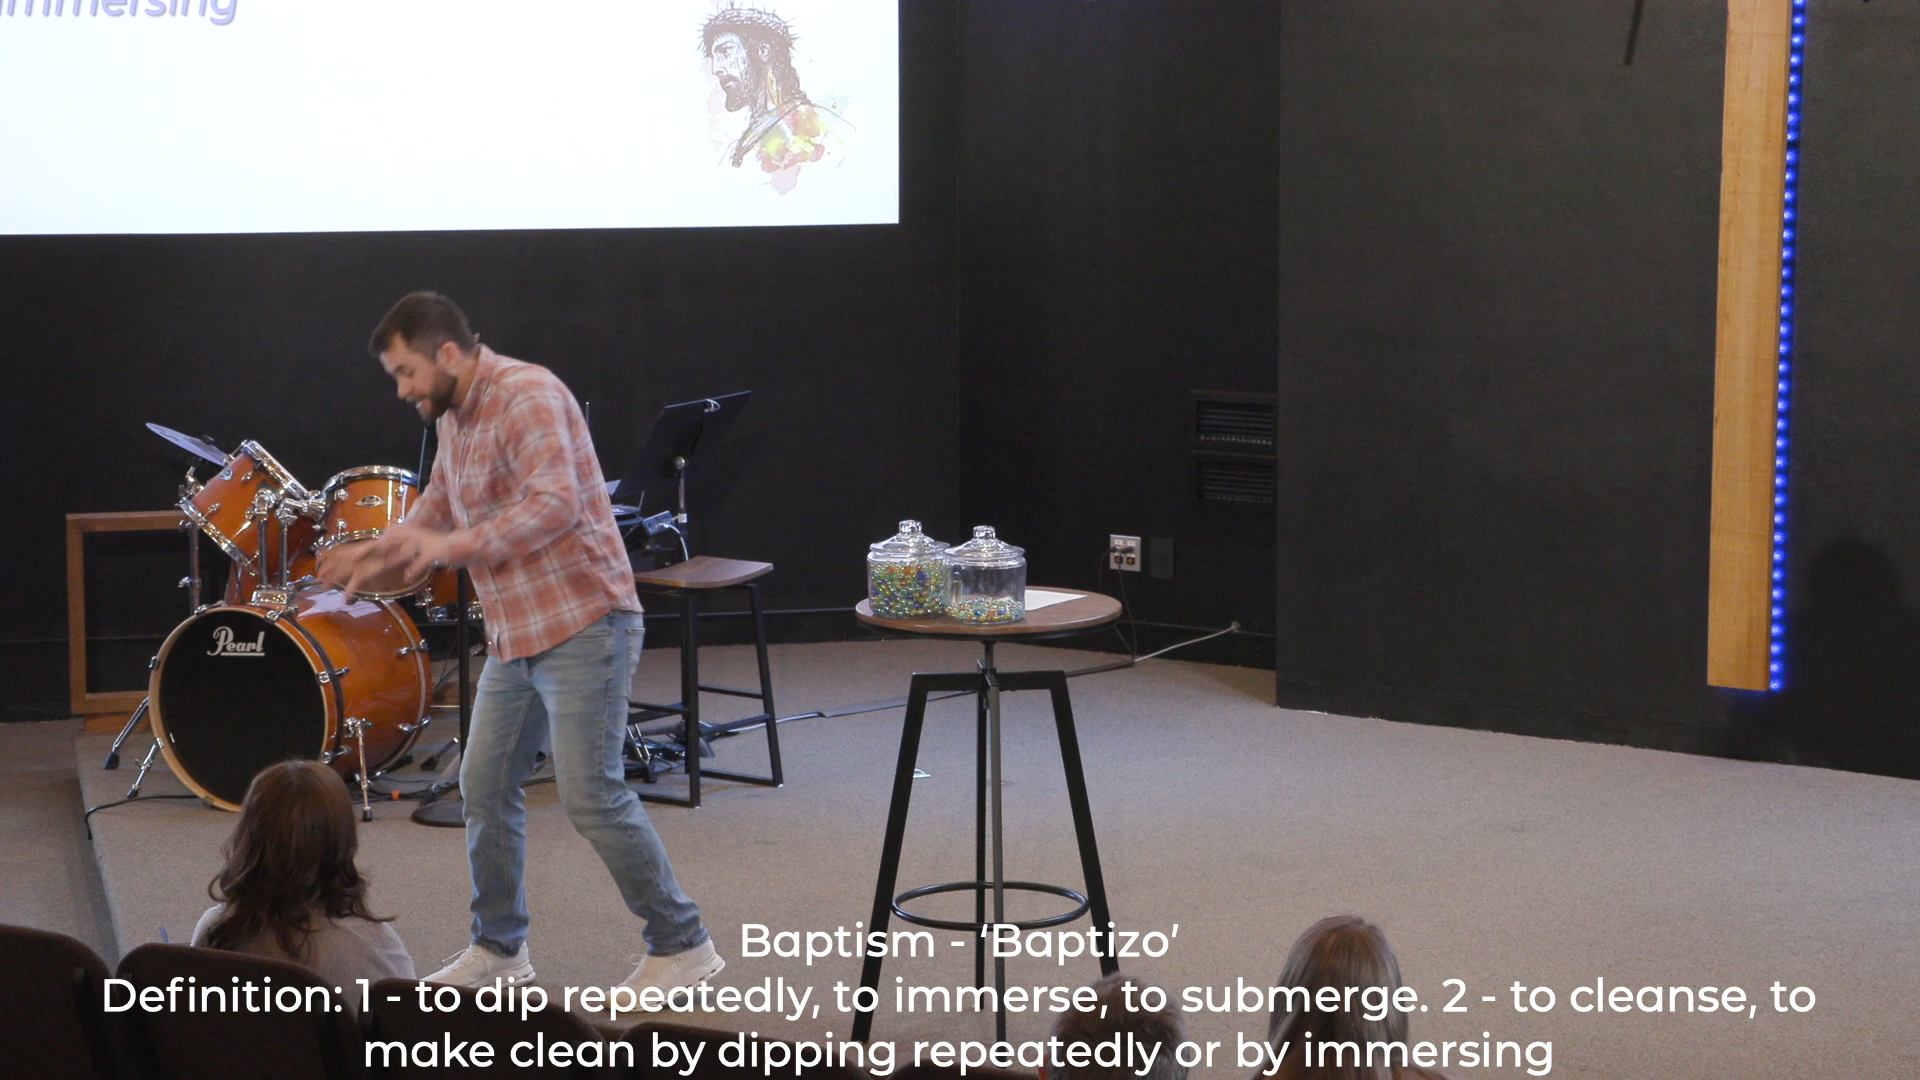 immersing
Pearl
Baptism - ‘Baptizo’
Definition: 1 - to dip repeatedly, to immerse, to submerge. 2 - to cleanse, to
make clean by dipping repeatedly or by immersing